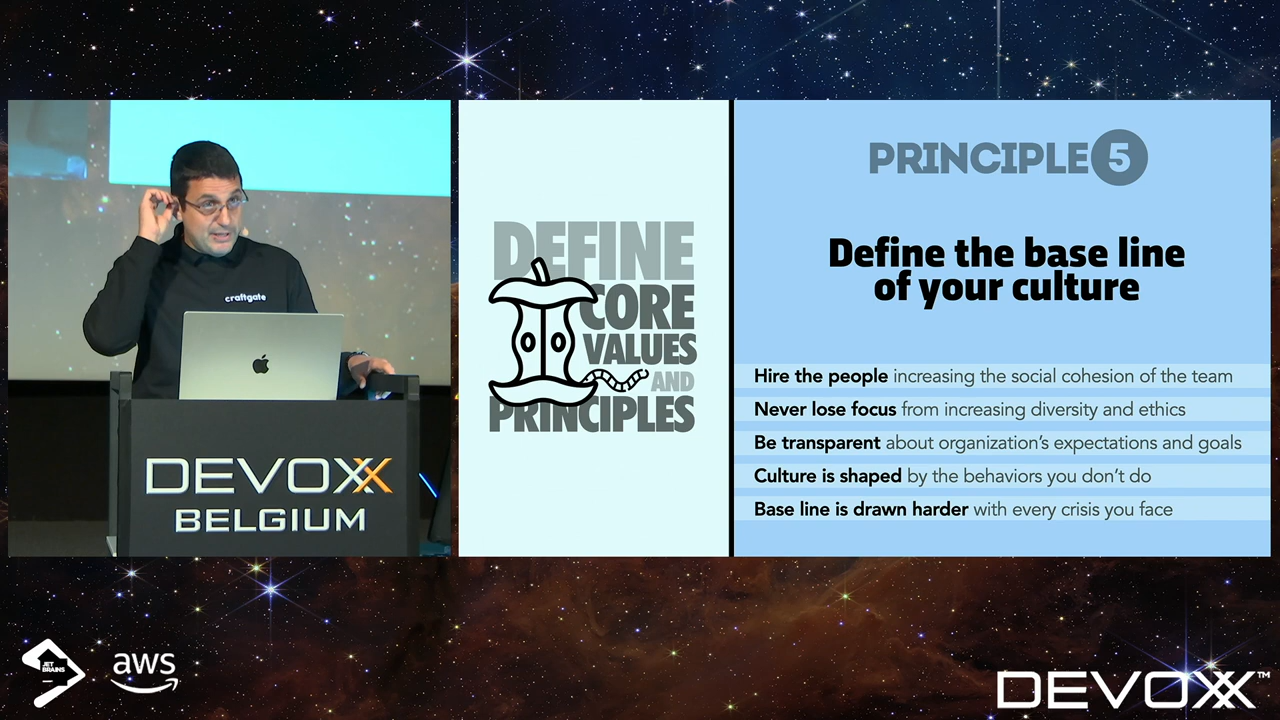 craftgate
DEVOXX
BELGIUM
DEFINE
CORE
VALUES
AND
PRINCIPLES
PRINCIPLE 5
Define the base line
of your culture
Hire the people increasing the social cohesion of the team
Never lose focus from increasing diversity and ethics
Be transparent about organization's expectations and goals
Culture is shaped by the behaviors you don't do
Base line is drawn harder with every crisis you face
JET
BRAINS
aws
DEVOXX™